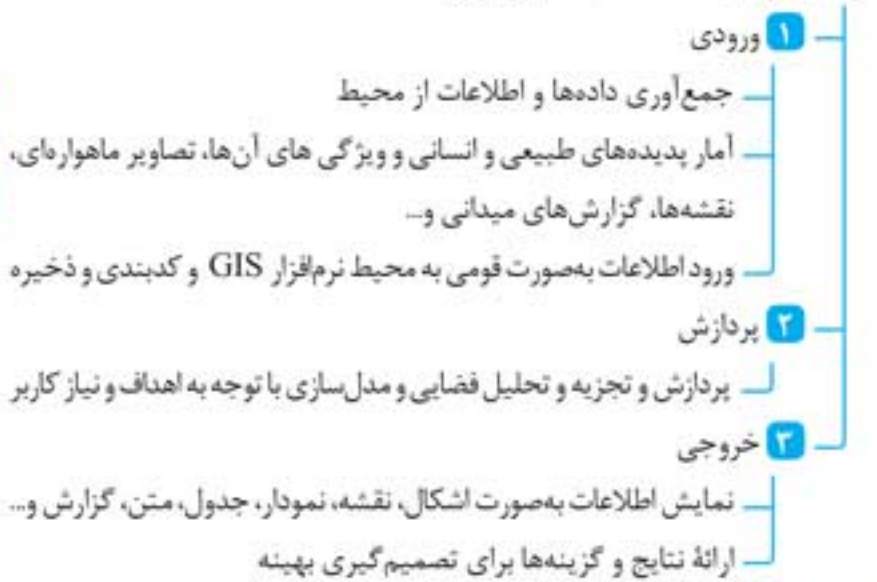 ۱ ورودی
جمع‌آوری داده‌ها و اطلاعات از محیط
آمار پدیده‌های طبیعی و انسانی و ویژگی های آن‌ها، تصاویر ماهواره‌ای،
نقشه‌ها، گزارش‌های میدانی و...
ورود اطلاعات به‌صورت قومی به محیط نرم‌افزار GIS و کدبندی و ذخیره
۲ پردازش
پردازش و تجزیه و تحلیل فضایی و مدل‌سازی با توجه به اهداف و نیاز کاربر
۳ خروجی
نمایش اطلاعات به‌صورت اشکال، نقشه، نمودار، جدول، متن، گزارش و...
ارائهٔ نتایج و گزینه‌ها برای تصمیم‌گیری بهینه